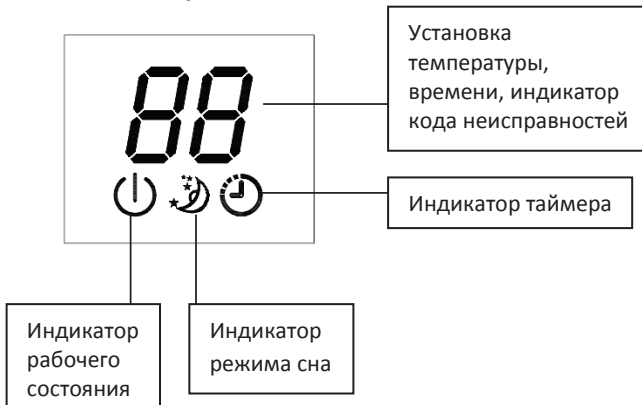 Установка
температуры,
времени, индикатор
кода неисправностей
88
Индикатор таймера
Индикатор
рабочего
состояния
Индикатор
режима сна